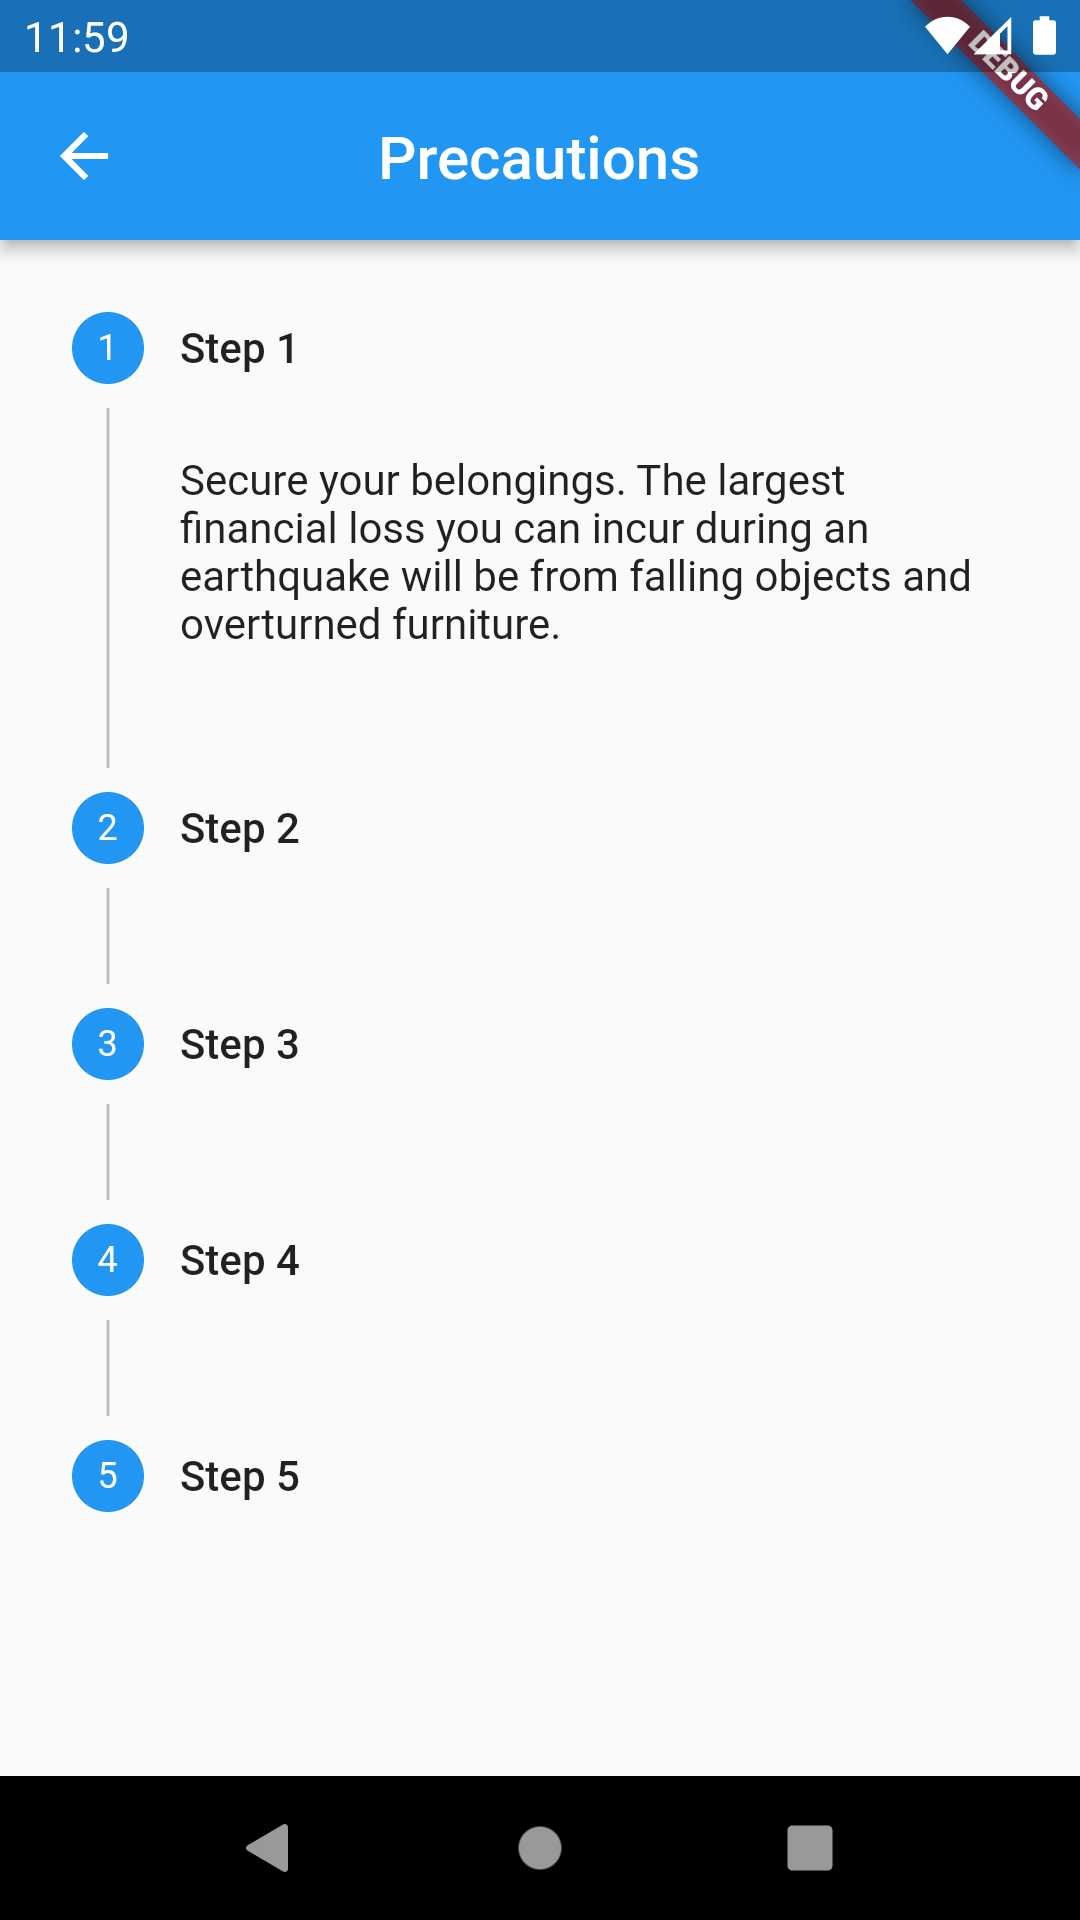 11:59
DEBUG
Precautions
1 Step 1
Secure your belongings. The largest
financial loss you can incur during an
earthquake will be from falling objects and
overturned furniture.
2 Step 2
3 Step 3
4 Step 4
5 Step 5